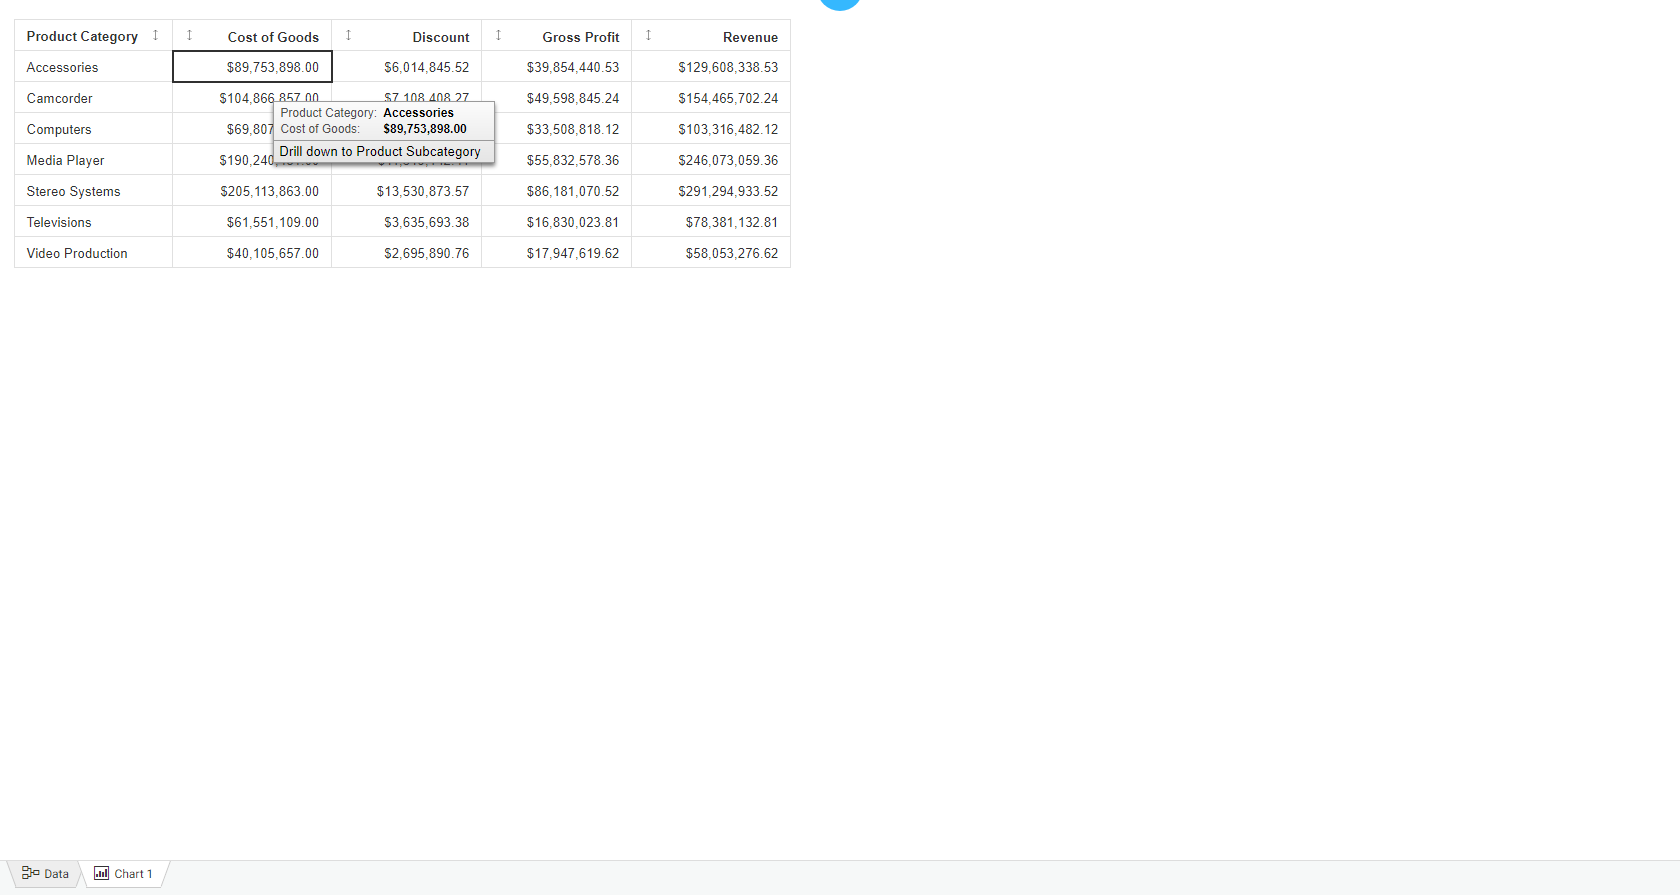 Product Category Cost of Goods Discount Gross Profit Revenue
Accessories $89,753,898.00 $6,014,845.52 $39,854,440.53 $129,608,338.53
Camcorder $104,866,857.00 $7,108,408.27 $49,598,845.24 $154,465,702.24
Product Category: Accessories
Computers $69,807 Cost of Goods: $89,753,898.00 $33,508,818.12 $103,316,482.12
Media Player $190,240 Drill down to Product Subcategory $55,832,578.36 $246,073,059.36
Stereo Systems $205,113,863.00 $13,530,873.57 $86,181,070.52 $291,294,933.52
Televisions $61,551,109.00 $3,635,693.38 $16,830,023.81 $78,381,132.81
Video Production $40,105,657.00 $2,695,890.76 $17,947,619.62 $58,053,276.62
Data Chart 1